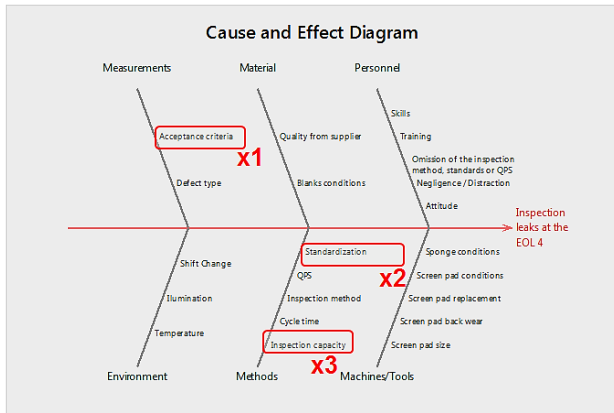 Cause and Effect Diagram
Measurements
Material
Personnel
Skills
Acceptance criteria
Quality from supplier
Training
x1
Omission of the inspection
method, standards or QPS
Defect type
Blanks conditions
Negligence / Distraction
Attitude
Inspection
leaks at the
EOL 4
Standardization
Sponge conditions
Shift Change
x2
QPS
Screen pad conditions
Ilumination
Inspection method
Screen pad replacement
Cycle time
Screen pad back wear
Temperature
Inspection capacity
Screen pad size
x3
Environment
Methods
Machines/Tools